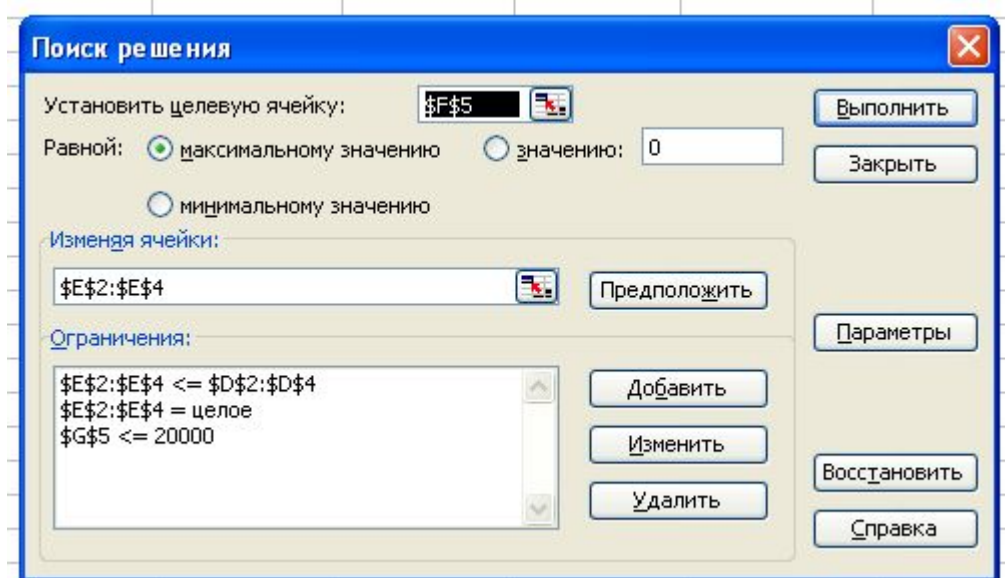 Поиск решения
Установить целевую ячейку: $F$5
Равной: максимальному значению значению: 0
минимальному значению
Изменяя ячейки:
$E$2:$E$4
Предположить
Ограничения:
$E$2:$E$4 <= $D$2:$D$4
$E$2:$E$4 = целое
$G$5 <= 20000
Добавить
Изменить
Удалить
Выполнить
Закрыть
Параметры
Восстановить
Справка